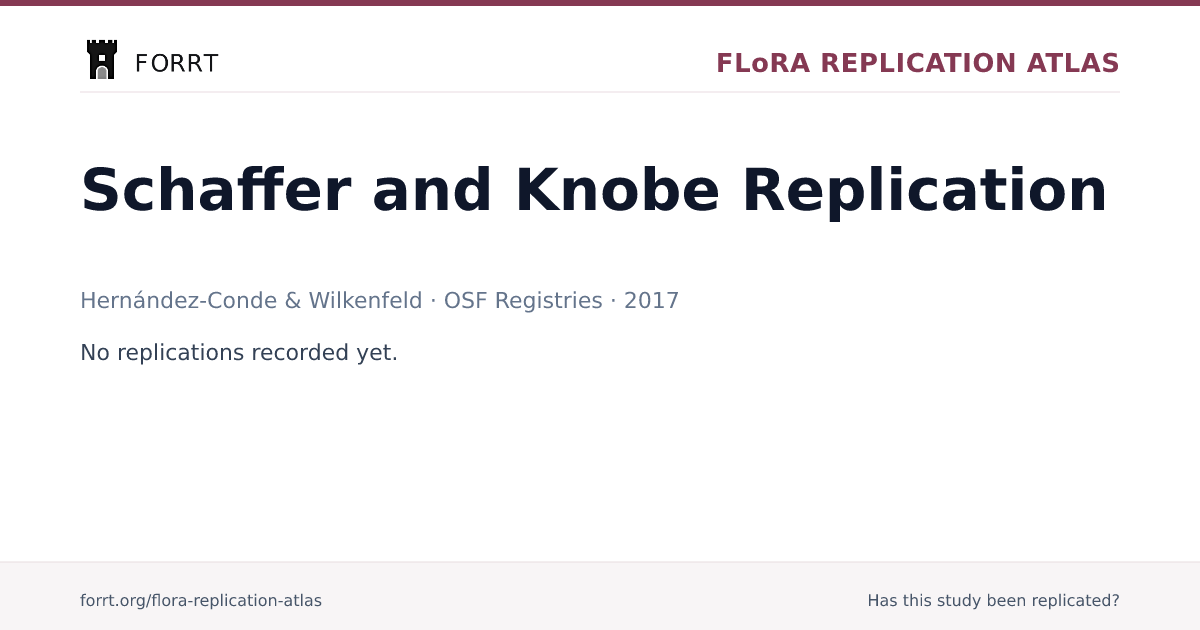 FORRT
FLoRA REPLICATION ATLAS
Schaffer and Knobe Replication
Hernández-Conde & Wilkenfeld · OSF Registries · 2017
No replications recorded yet.
forrt.org/flora-replication-atlas
Has this study been replicated?